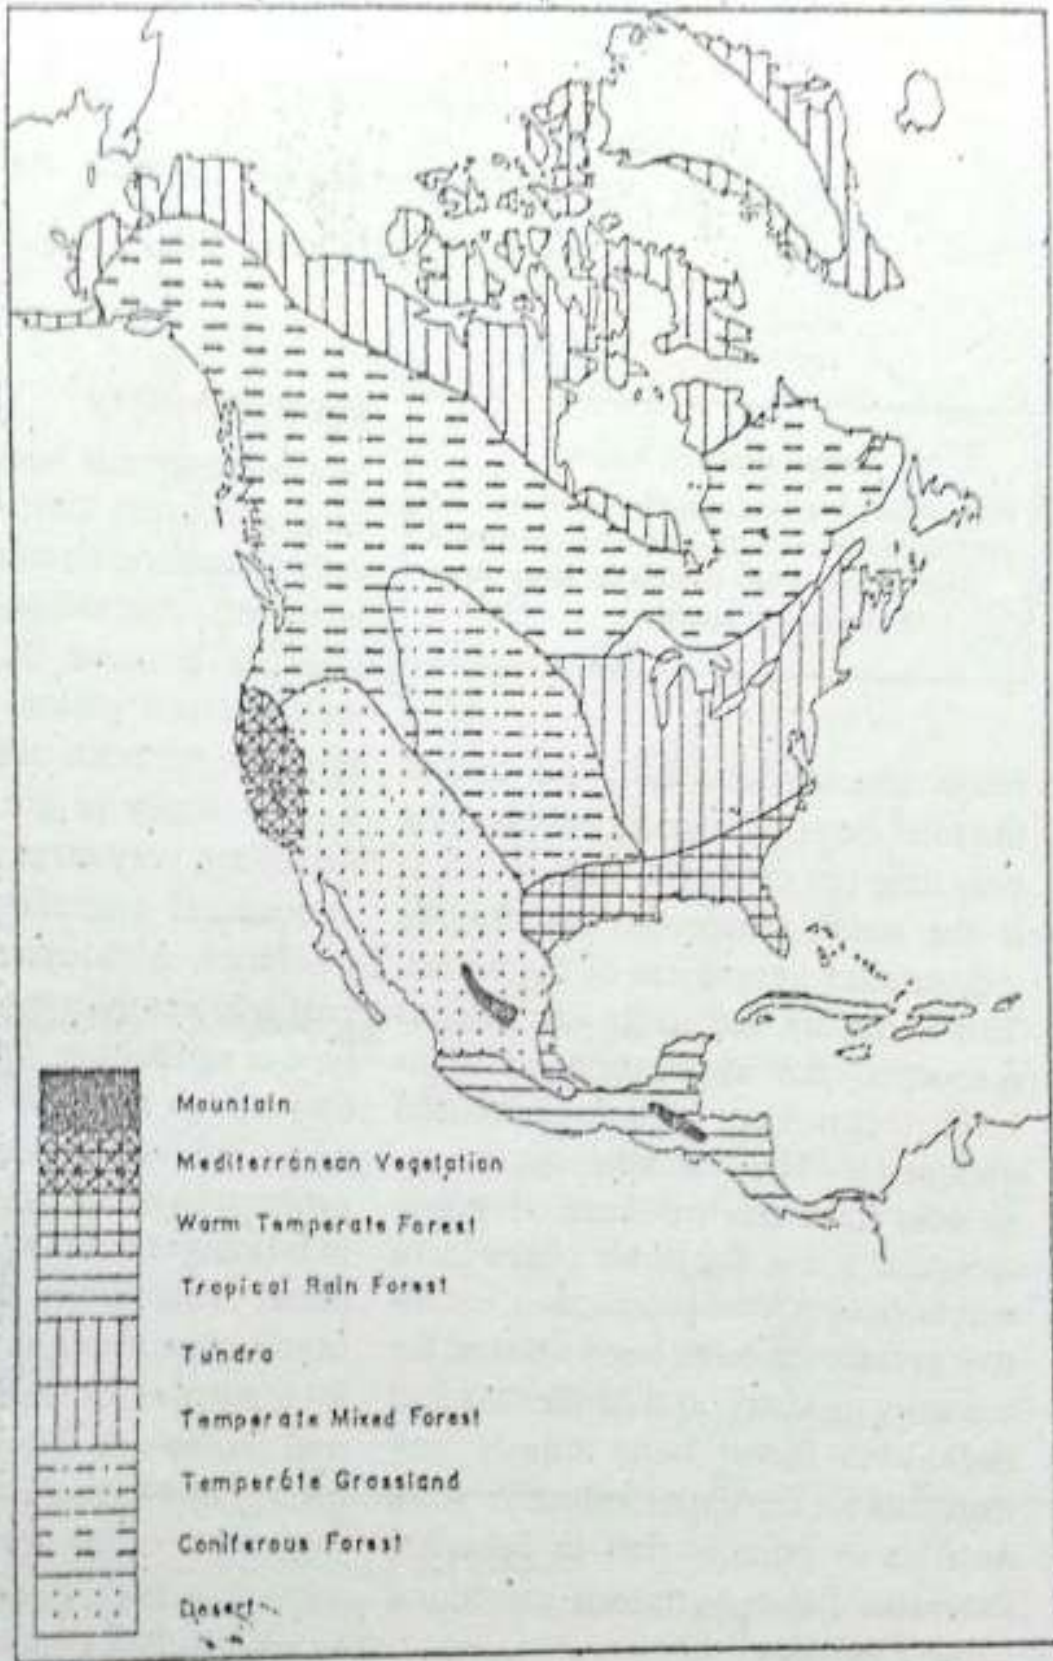 Mountain
Mediterranean Vegetation
Warm Temperate Forest
Tropical Rain Forest
Tundra
Temperate Mixed Forest
Temperate Grassland
Coniferous Forest
Desert